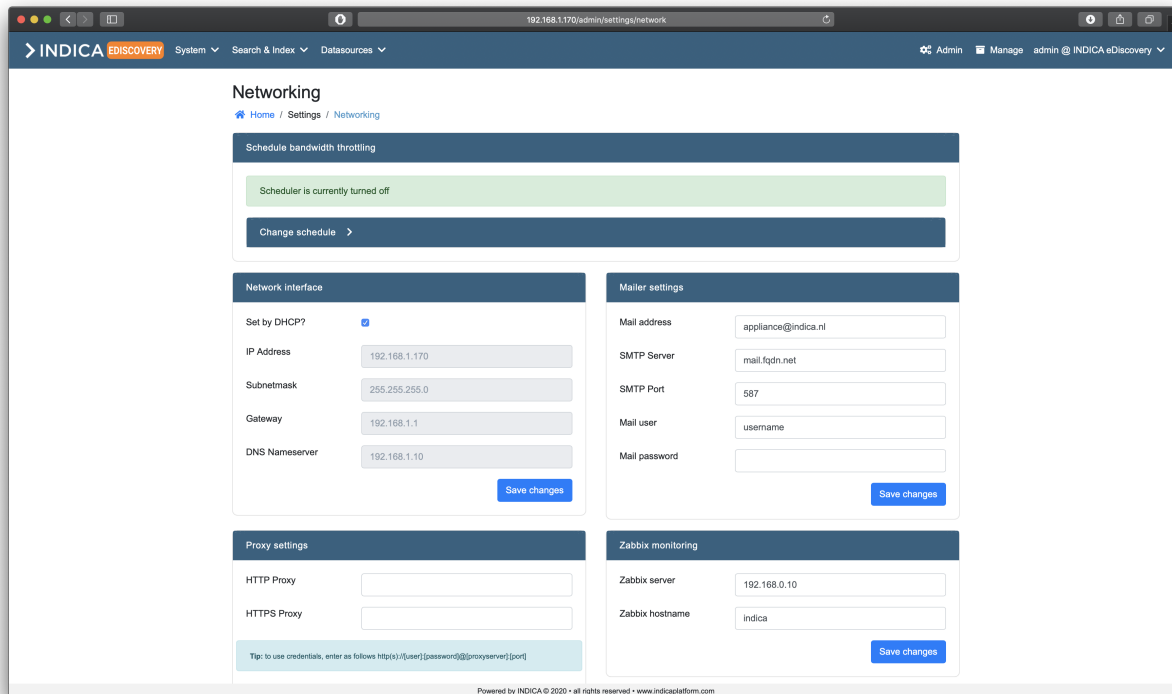 192.168.1.170/admin/settings/network
INDICA EDISCOVERY System Search & Index Datasources Admin Manage admin @ INDICA eDiscovery
Networking
Home / Settings / Networking
Schedule bandwidth throttling
Scheduler is currently turned off
Change schedule
Network interface
Set by DHCP?
IP Address 192.168.1.170
Subnetmask 255.255.255.0
Gateway 192.168.1.1
DNS Nameserver 192.168.1.10
Save changes
Mailer settings
Mail address appliance@indica.nl
SMTP Server mail.fqdn.net
SMTP Port 587
Mail user username
Mail password
Save changes
Proxy settings
HTTP Proxy
HTTPS Proxy
Tip: to use credentials, enter as follows http(s)://[user]:[password]@[proxyserver]:[port]
Zabbix monitoring
Zabbix server 192.168.0.10
Zabbix hostname indica
Save changes
Powered by INDICA © 2020 • all rights reserved • www.indicaplatform.com